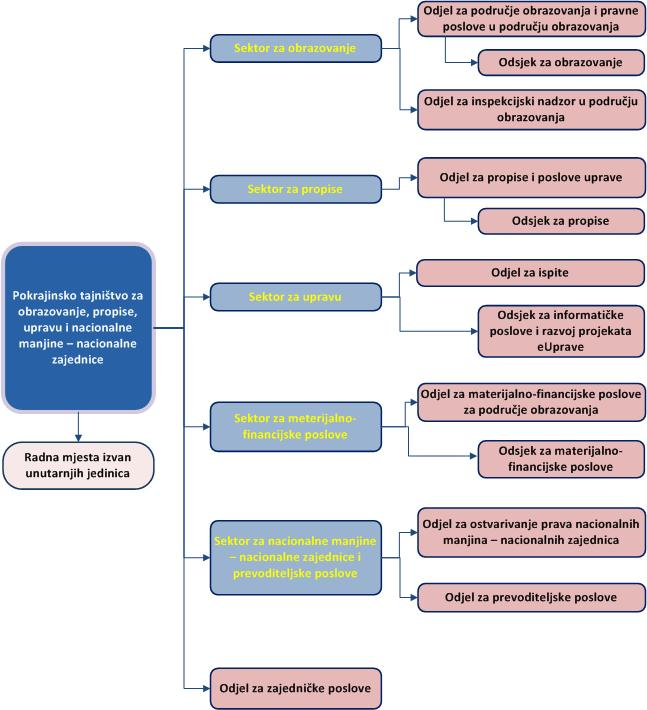 Pokrajinsko tajništvo za
obrazovanje, propise,
upravu i nacionalne
manjine – nacionalne
zajednice
Radna mjesta izvan
unutarnjih jedinica
Sektor za obrazovanje
Odjel za područje obrazovanja i pravne
poslove u području obrazovanja
Odsjek za obrazovanje
Odjel za inspekcijski nadzor u području
obrazovanja
Sektor za propise
Odjel za propise i poslove uprave
Odsjek za propise
Sektor za upravu
Odjel za ispite
Odsjek za informatičke
poslove i razvoj projekata
eUprave
Sektor za meterijalno-
financijske poslove
Odjel za materijalno-financijske poslove
za područje obrazovanja
Odsjek za materijalno-
financijske poslove
Sektor za nacionalne manjine
– nacionalne zajednice i
prevoditeljske poslove
Odjel za ostvarivanje prava nacionalnih
manjina – nacionalnih zajednica
Odjel za prevoditeljske poslove
Odjel za zajedničke poslove